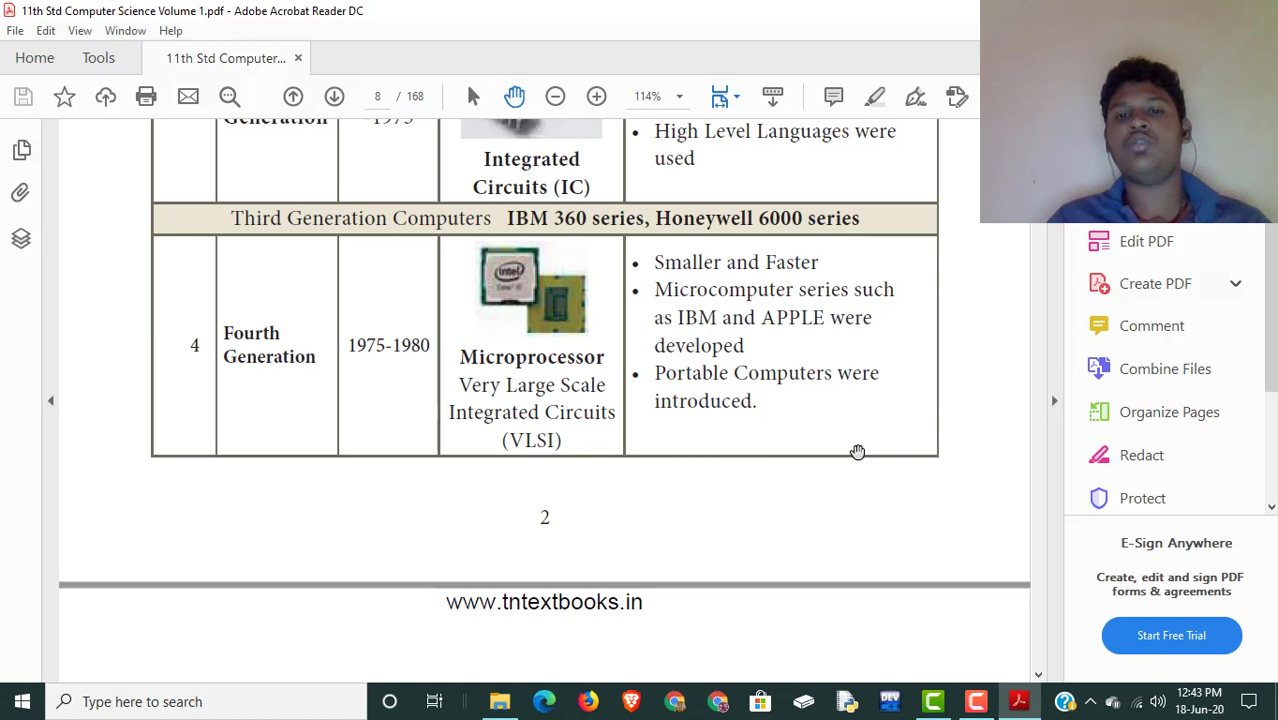 11th Std Computer Science Volume 1.pdf - Adobe Acrobat Reader DC
File Edit View Window Help
Home Tools 11th Std Computer... ×
8 / 168 114%
Generation
-1975
High Level Languages were
used
Integrated
Circuits (IC)
Third Generation Computers IBM 360 series, Honeywell 6000 series
4
Fourth
Generation
1975-1980
intel
Microprocessor
Very Large Scale
Integrated Circuits
(VLSI)
• Smaller and Faster
• Microcomputer series such
as IBM and APPLE were
developed
• Portable Computers were
introduced.
2
www.tntextbooks.in
Edit PDF
Create PDF
Comment
Combine Files
Organize Pages
Redact
Protect
E-Sign Anywhere
Create, edit and sign PDF
forms & agreements
Start Free Trial
Type here to search
DEV
12:43 PM
18-Jun-20